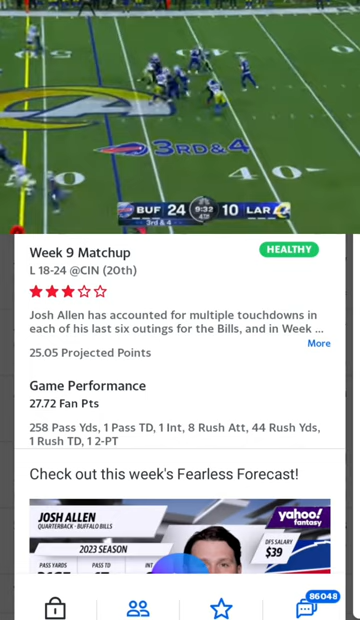 3RD & 4
40
BUF 24 9:32 4TH 10 LAR
3rd & 4
Week 9 Matchup
HEALTHY
L 18-24 @CIN (20th)
Josh Allen has accounted for multiple touchdowns in
each of his last six outings for the Bills, and in Week ...
More
25.05 Projected Points
Game Performance
27.72 Fan Pts
258 Pass Yds, 1 Pass TD, 1 Int, 8 Rush Att, 44 Rush Yds,
1 Rush TD, 1 2-PT
Check out this week's Fearless Forecast!
JOSH ALLEN
QUARTERBACK - BUFFALO BILLS
yahoo!
fantasy
2023 SEASON
DFS SALARY
$39
PASS YARDS PASS TD INT
86048